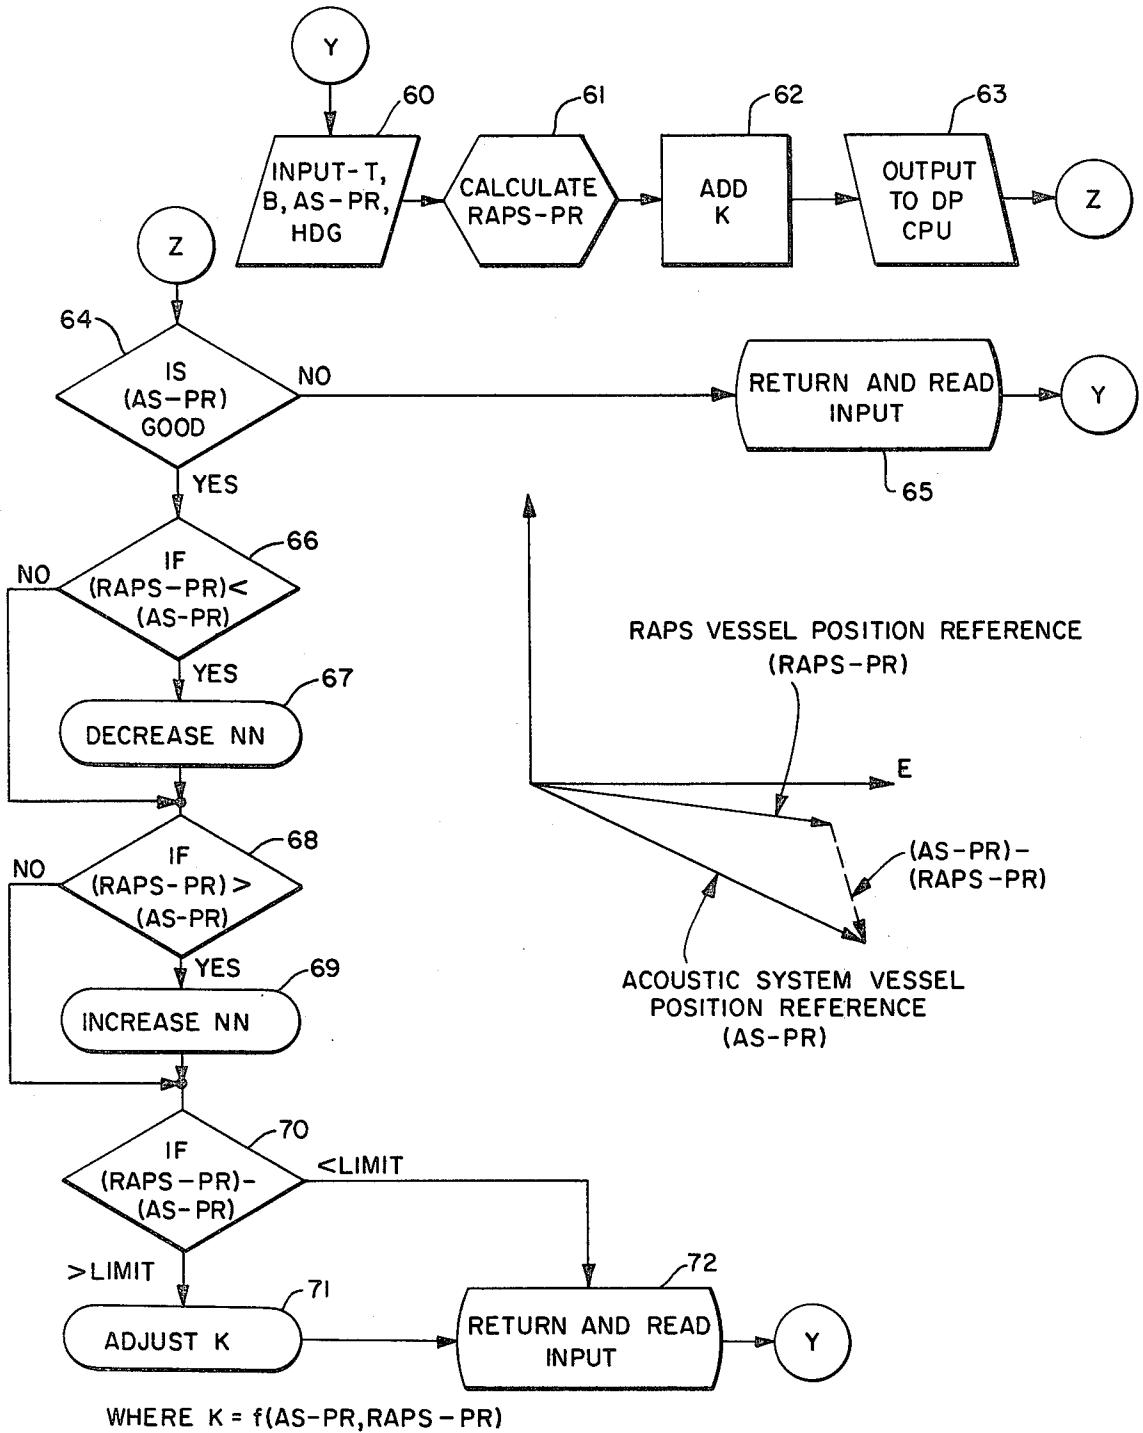 Y
60
61
62
63
INPUT-T,
B, AS-PR,
HDG
CALCULATE
RAPS-PR
ADD
K
OUTPUT
TO DP
CPU
Z
Z
64
IS
(AS-PR)
GOOD
NO
RETURN AND READ
INPUT
Y
65
YES
66
IF
(RAPS-PR)<
(AS-PR)
NO
YES
67
DECREASE NN
68
IF
(RAPS-PR)>
(AS-PR)
NO
YES
69
INCREASE NN
RAPS VESSEL POSITION REFERENCE
(RAPS-PR)
E
(AS-PR)-
(RAPS-PR)
ACOUSTIC SYSTEM VESSEL
POSITION REFERENCE
(AS-PR)
70
IF
(RAPS-PR)-
(AS-PR)
<LIMIT
>LIMIT
71
ADJUST K
72
RETURN AND READ
INPUT
Y
WHERE K = f(AS-PR,RAPS-PR)